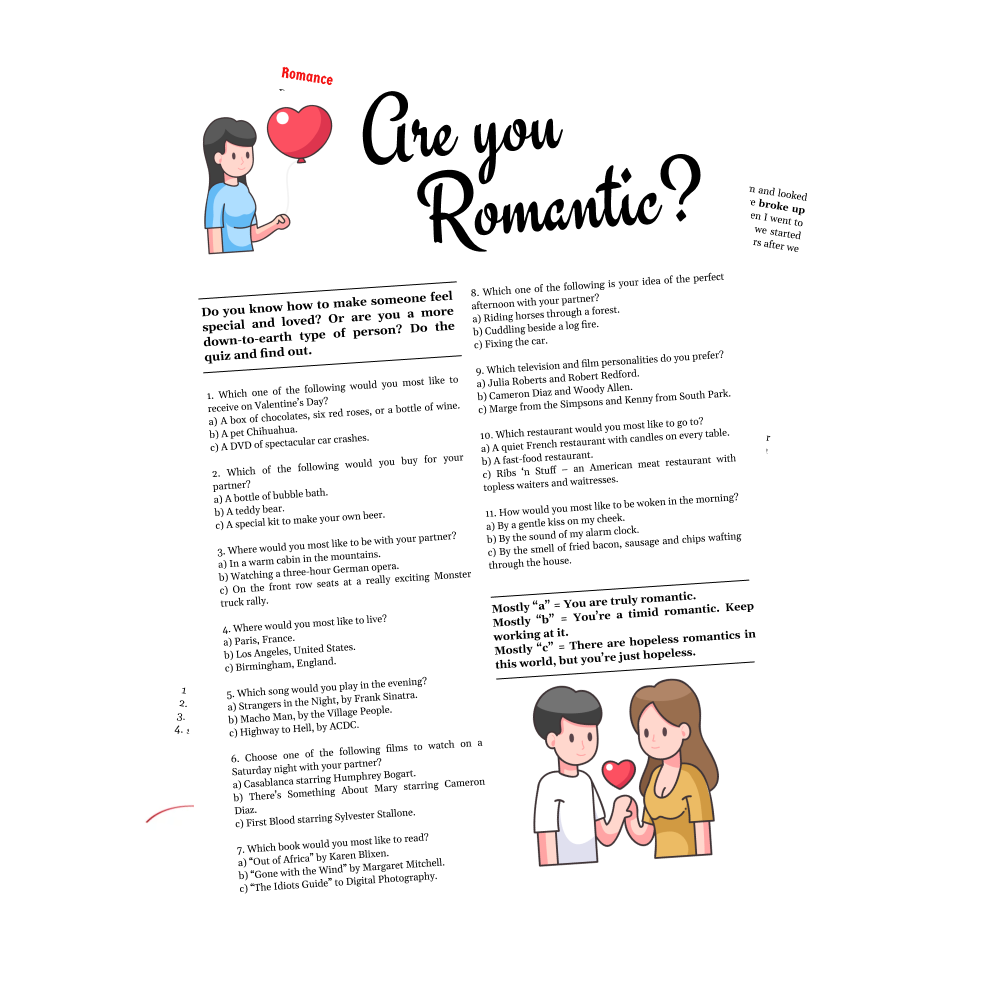 Romance
Are you
Romantic?
n and looked
e broke up
en I went to
we started
rs after we
Do you know how to make someone feel
special and loved? Or are you a more
down-to-earth type of person? Do the
quiz and find out.
1. Which one of the following would you most like to
receive on Valentine's Day?
a) A box of chocolates, six red roses, or a bottle of wine.
b) A pet Chihuahua.
c) A DVD of spectacular car crashes.
2. Which of the following would you buy for your
partner?
a) A bottle of bubble bath.
b) A teddy bear.
c) A special kit to make your own beer.
3. Where would you most like to be with your partner?
a) In a warm cabin in the mountains.
b) Watching a three-hour German opera.
c) On the front row seats at a really exciting Monster
truck rally.
4. Where would you most like to live?
a) Paris, France.
b) Los Angeles, United States.
c) Birmingham, England.
5. Which song would you play in the evening?
a) Strangers in the Night, by Frank Sinatra.
b) Macho Man, by the Village People.
c) Highway to Hell, by ACDC.
6. Choose one of the following films to watch on a
Saturday night with your partner?
a) Casablanca starring Humphrey Bogart.
b) There's Something About Mary starring Cameron
Diaz.
c) First Blood starring Sylvester Stallone.
7. Which book would you most like to read?
a) "Out of Africa" by Karen Blixen.
b) "Gone with the Wind" by Margaret Mitchell.
c) "The Idiots Guide" to Digital Photography.
8. Which one of the following is your idea of the perfect
afternoon with your partner?
a) Riding horses through a forest.
b) Cuddling beside a log fire.
c) Fixing the car.
9. Which television and film personalities do you prefer?
a) Julia Roberts and Robert Redford.
b) Cameron Diaz and Woody Allen.
c) Marge from the Simpsons and Kenny from South Park.
10. Which restaurant would you most like to go to?
a) A quiet French restaurant with candles on every table.
b) A fast-food restaurant.
c) Ribs 'n Stuff – an American meat restaurant with
topless waiters and waitresses.
11. How would you most like to be woken in the morning?
a) By a gentle kiss on my cheek.
b) By the sound of my alarm clock.
c) By the smell of fried bacon, sausage and chips wafting
through the house.
Mostly "a" = You are truly romantic.
Mostly "b" = You're a timid romantic. Keep
working at it.
Mostly "c" = There are hopeless romantics in
this world, but you're just hopeless.
1
2.
3.
4.
r